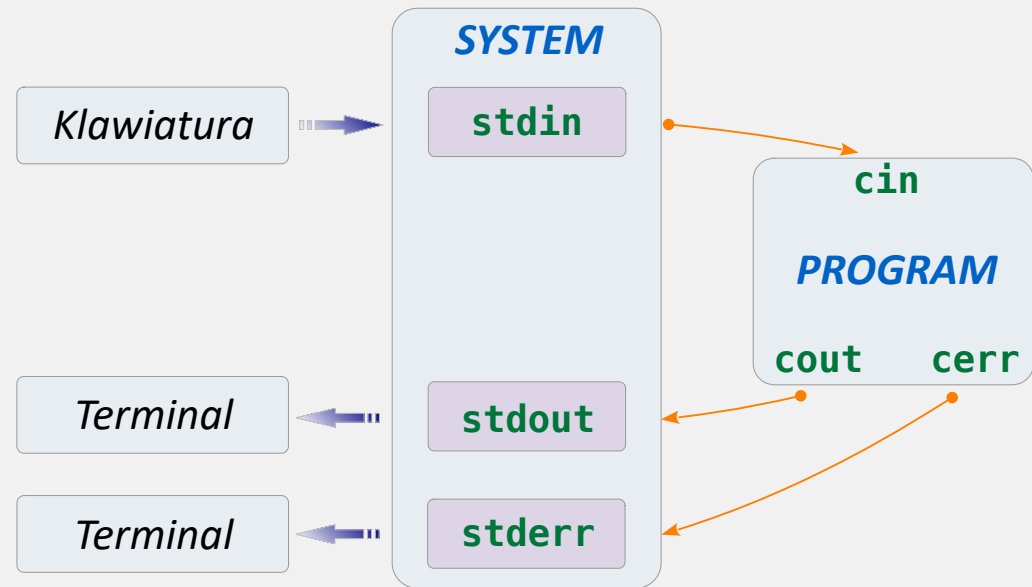 SYSTEM
Klawiatura
stdin
cin
PROGRAM
cout cerr
Terminal
stdout
Terminal
stderr